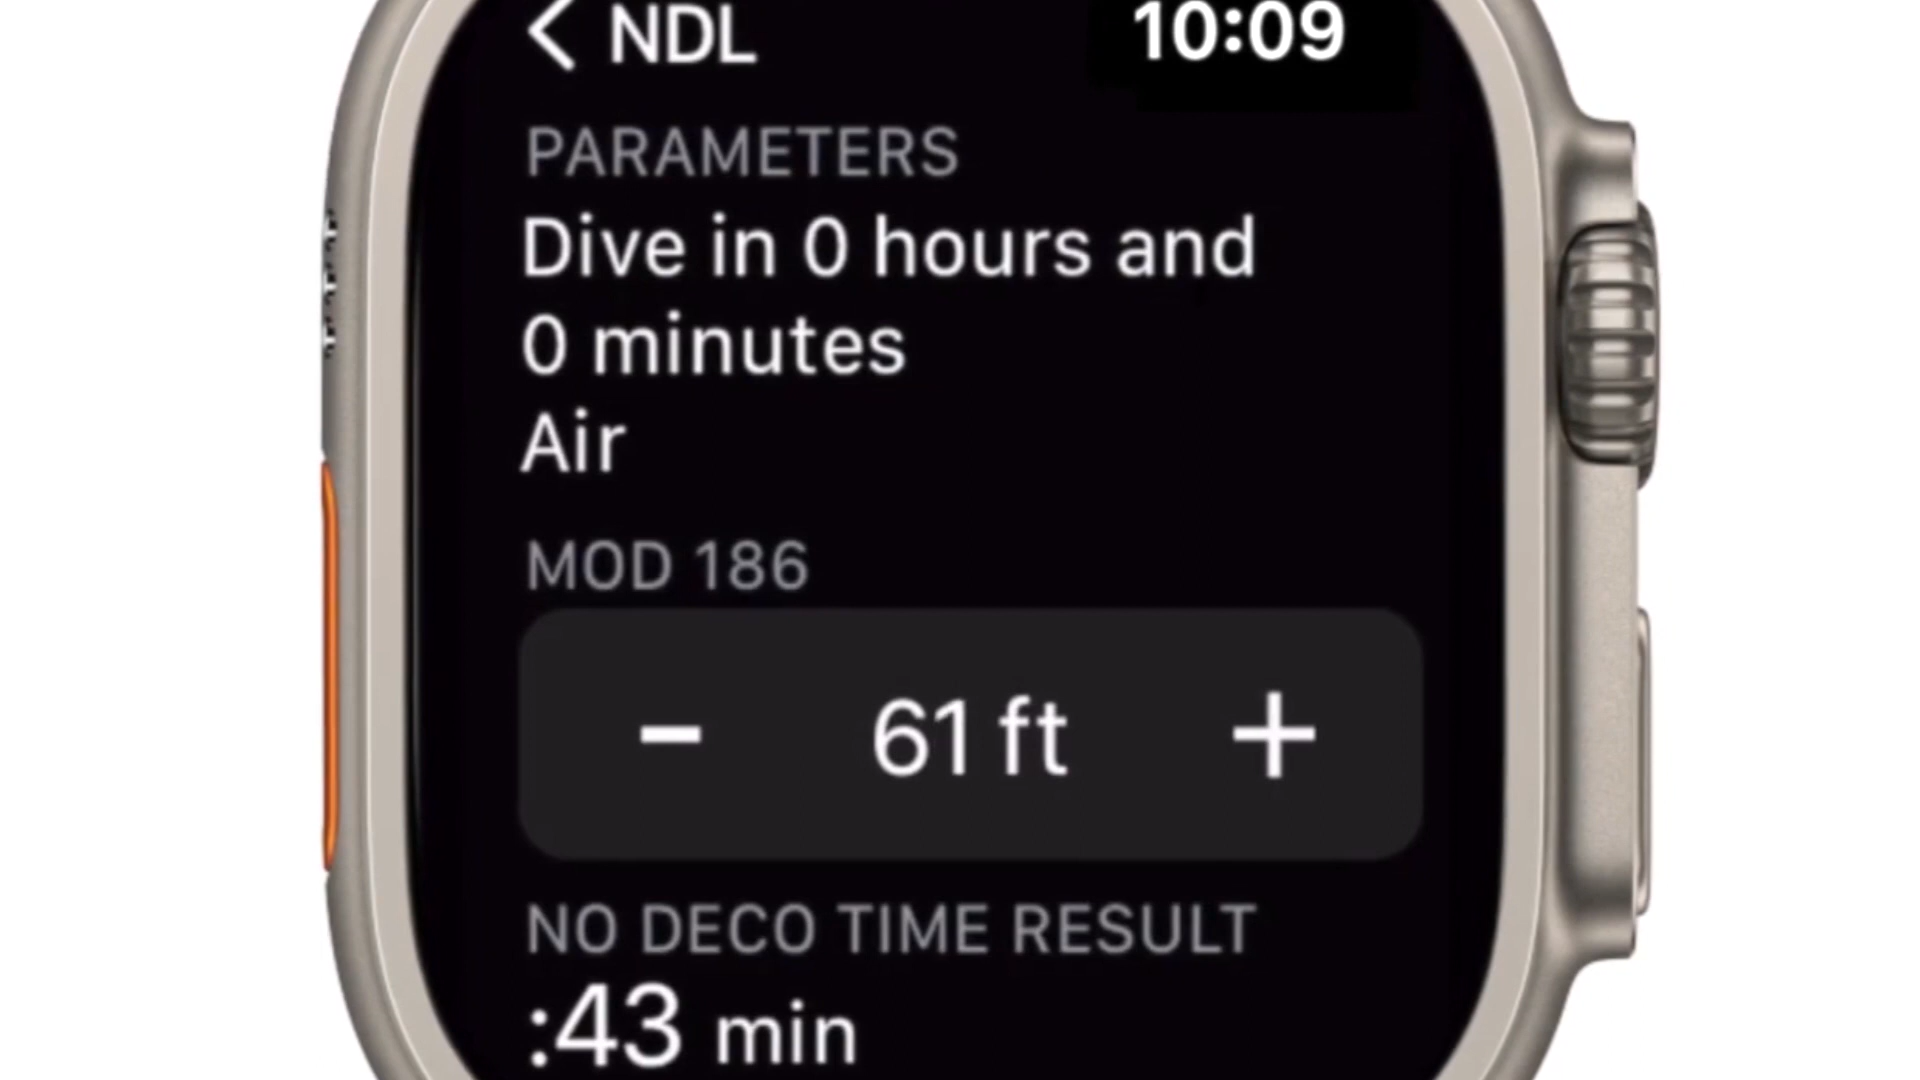 NDL
10:09
PARAMETERS
Dive in 0 hours and
0 minutes
Air
MOD 186
- 61 ft +
NO DECO TIME RESULT
:43 min